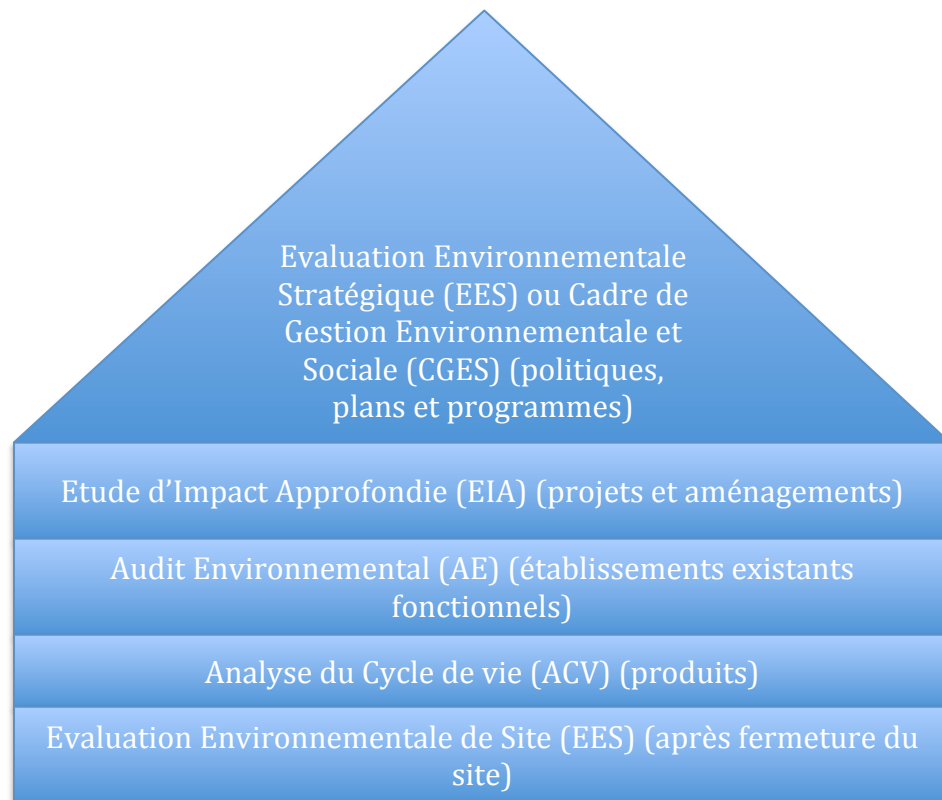 Evaluation Environnementale
Stratégique (EES) ou Cadre de
Gestion Environnementale et
Sociale (CGES) (politiques,
plans et programmes)
Etude d’Impact Approfondie (EIA) (projets et aménagements)
Audit Environnemental (AE) (établissements existants
fonctionnels)
Analyse du Cycle de vie (ACV) (produits)
Evaluation Environnementale de Site (EES) (après fermeture du
site)